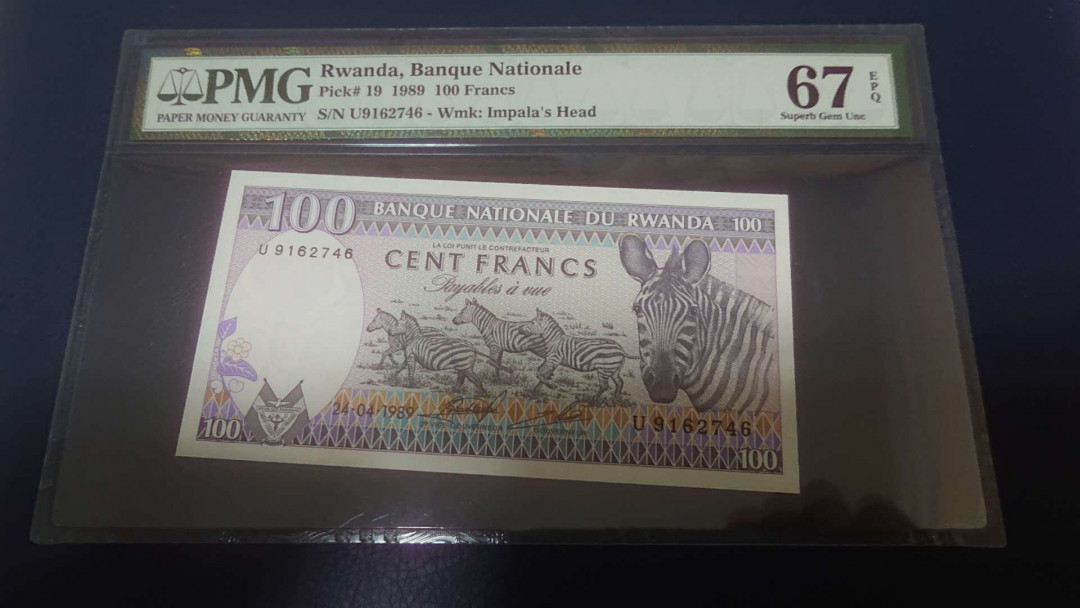 PMG
PAPER MONEY GUARANTY
Rwanda, Banque Nationale
Pick# 19 1989 100 Francs
S/N U9162746 - Wmk: Impala's Head
67 EPQ
Superb Gem Unc
100 BANQUE NATIONALE DU RWANDA 100
LA LOI PUNIT LE CONTREFACTEUR
U 9162746
CENT FRANCS
Payables à vue
24-04-1989
U 9162746
100
100